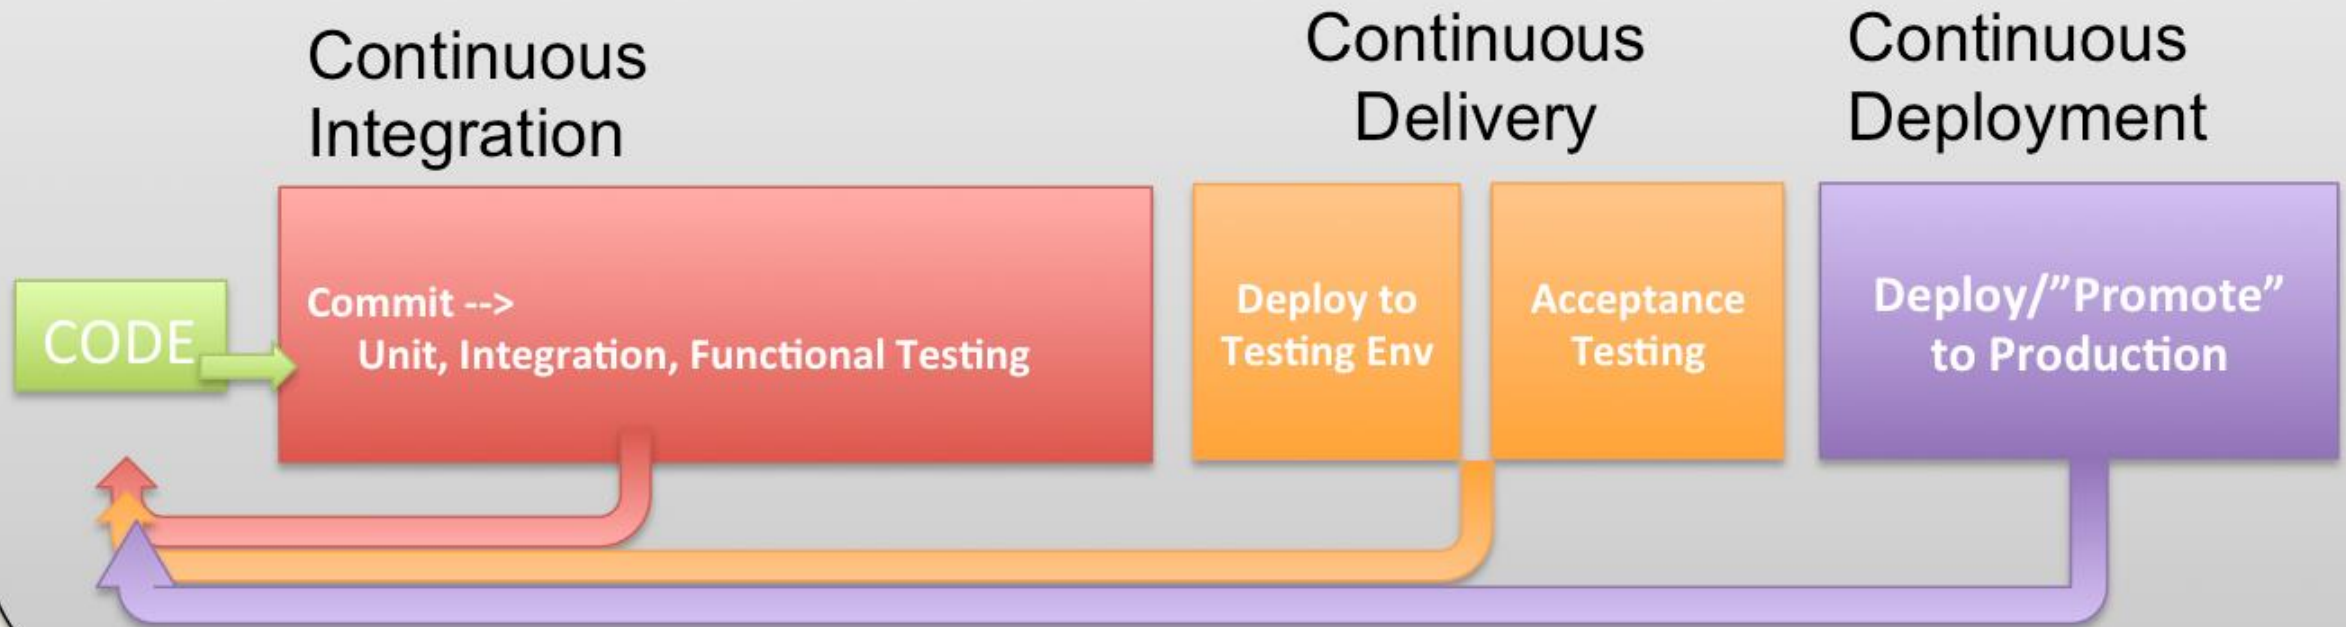 Continuous
Integration
Continuous
Delivery
Continuous
Deployment
CODE
Commit -->
Unit, Integration, Functional Testing
Deploy to
Testing Env
Acceptance
Testing
Deploy/”Promote”
to Production